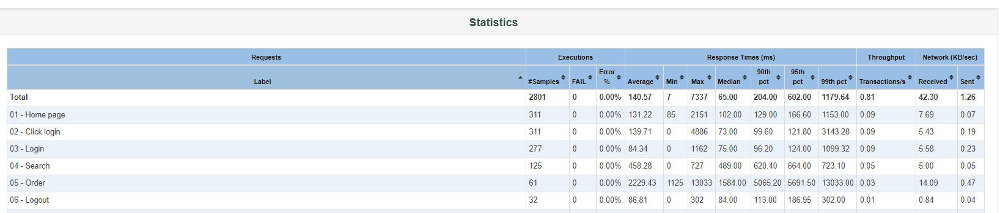 Statistics
Requests Executions Response Times (ms) Throughput Network (KB/sec)
Label #Samples FAIL Error % Average Min Max Median 90th pct 95th pct 99th pct Transactions/s Received Sent
Total 2801 0 0.00% 140.57 7 7337 65.00 204.00 602.00 1179.64 0.81 42.30 1.26
01 - Home page 311 0 0.00% 131.22 85 2151 102.00 129.00 166.60 1153.00 0.09 7.69 0.07
02 - Click login 311 0 0.00% 139.71 0 4886 73.00 99.60 121.80 3143.28 0.09 5.43 0.19
03 - Login 277 0 0.00% 84.34 0 1162 75.00 96.20 124.00 1099.32 0.09 5.58 0.23
04 - Search 125 0 0.00% 458.28 0 727 489.00 620.40 664.00 723.10 0.05 5.00 0.05
05 - Order 61 0 0.00% 2229.43 1125 13033 1584.00 5065.20 5691.50 13033.00 0.03 14.09 0.47
06 - Logout 32 0 0.00% 86.81 0 302 84.00 113.00 186.95 302.00 0.01 0.84 0.04